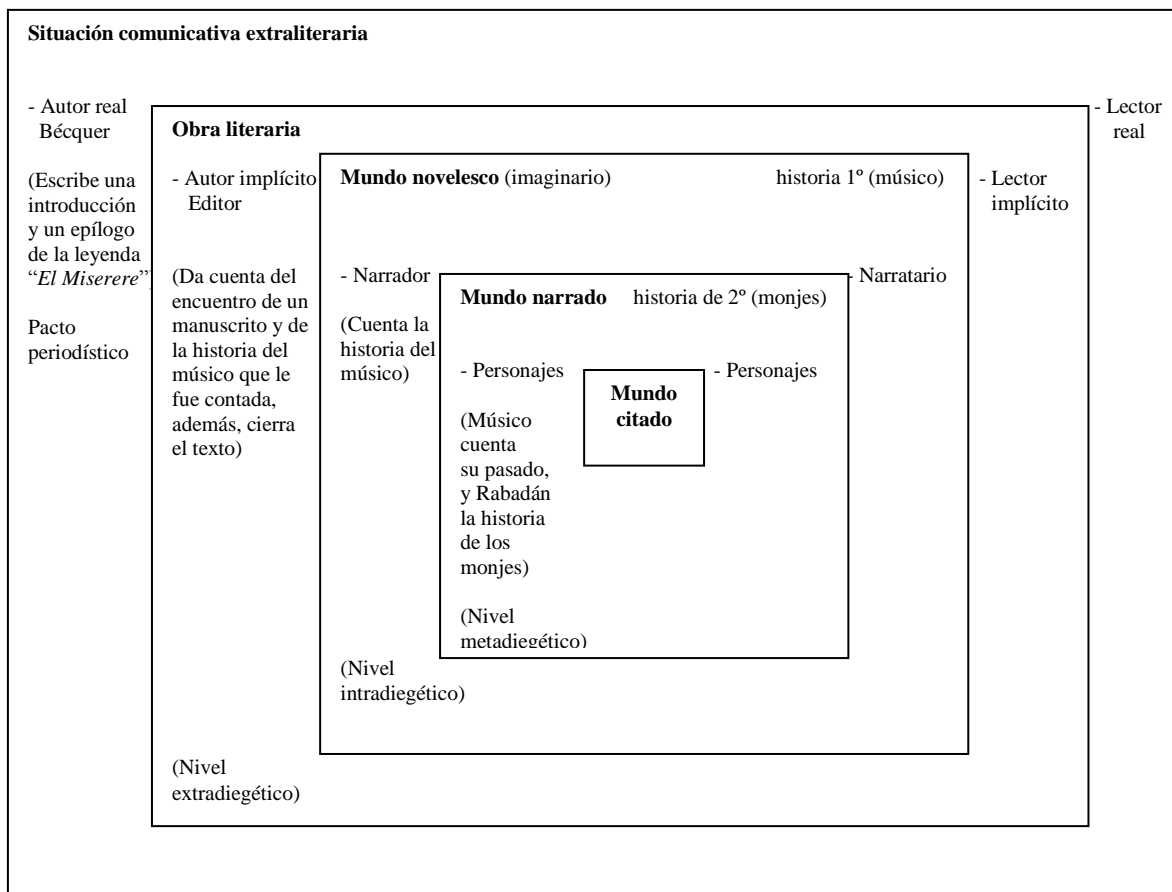 Situación comunicativa extraliteraria
- Autor real
Bécquer
(Escribe una
introducción
y un epílogo
de la leyenda
“El Miserere”)
Pacto
periodístico
- Lector
real
Obra literaria
- Autor implícito
Editor
(Da cuenta del
encuentro de un
manuscrito y de
la historia del
músico que le
fue contada,
además, cierra
el texto)
(Nivel
extradiegético)
- Lector
implícito
Mundo novelesco (imaginario) historia 1º (músico)
- Narrador
(Cuenta la
historia del
músico)
(Nivel
intradiegético)
- Narratario
Mundo narrado historia de 2º (monjes)
- Personajes
(Músico
cuenta
su pasado,
y Rabadán
la historia
de los
monjes)
(Nivel
metadiegético)
- Personajes
Mundo
citado